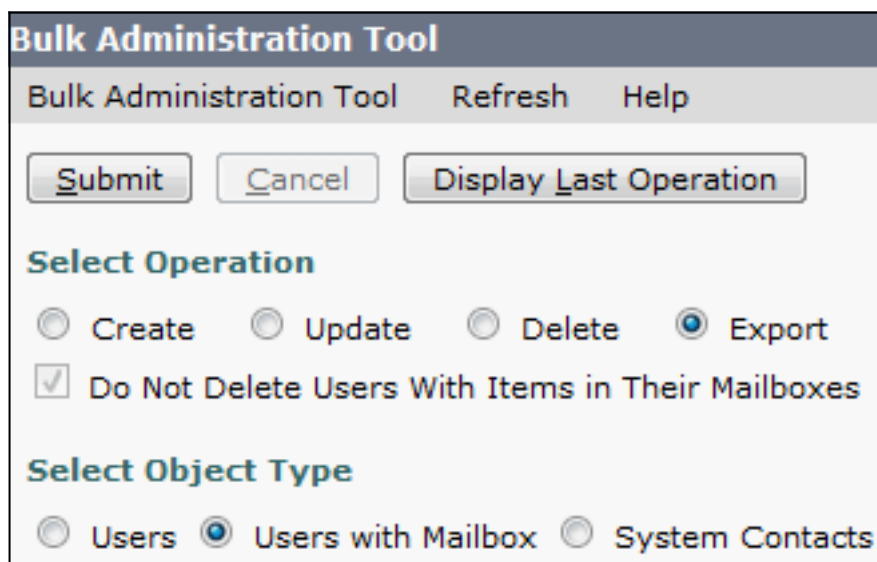 Bulk Administration Tool
Bulk Administration Tool Refresh Help
Submit Cancel Display Last Operation
Select Operation
Create Update Delete Export
Do Not Delete Users With Items in Their Mailboxes
Select Object Type
Users Users with Mailbox System Contacts